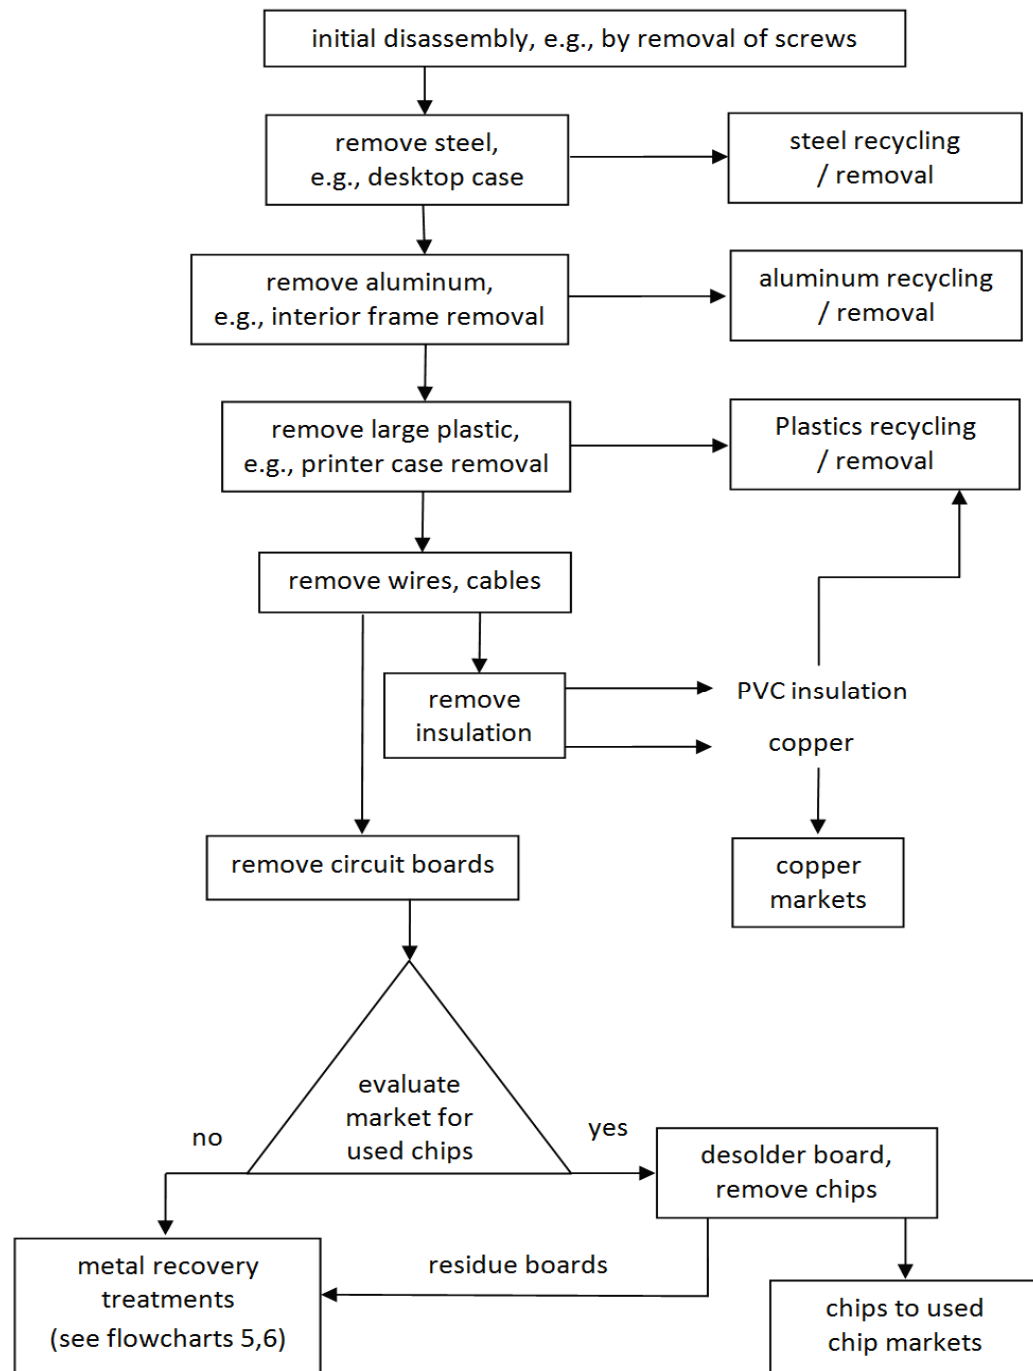 initial disassembly, e.g., by removal of screws
remove steel,
e.g., desktop case
steel recycling
/ removal
remove aluminum,
e.g., interior frame removal
aluminum recycling
/ removal
remove large plastic,
e.g., printer case removal
Plastics recycling
/ removal
remove wires, cables
remove
insulation
PVC insulation
copper
remove circuit boards
copper
markets
evaluate
market for
used chips
no
yes
desolder board,
remove chips
metal recovery
treatments
(see flowcharts 5,6)
residue boards
chips to used
chip markets